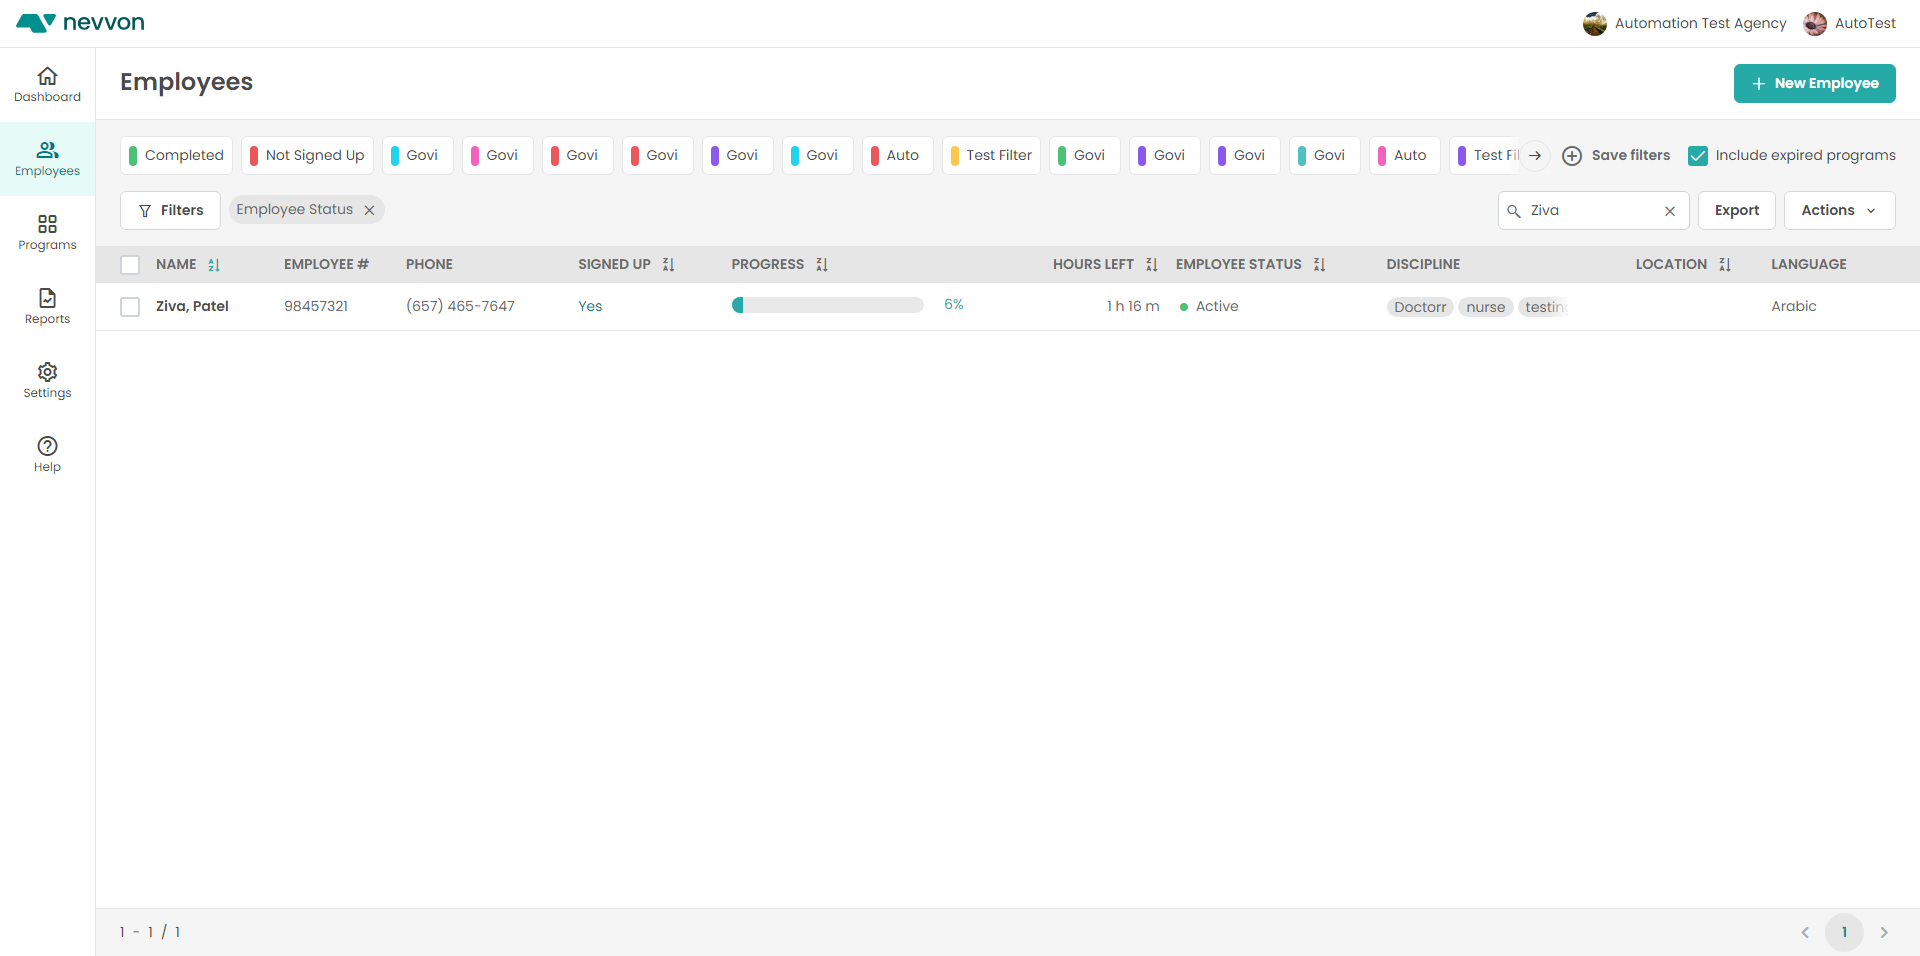 nevvon
Automation Test Agency AutoTest
Dashboard
Employees
Programs
Reports
Settings
Help
Employees
New Employee
Completed Not Signed Up Govi Govi Govi Govi Govi Govi Auto Test Filter Govi Govi Govi Govi Auto Test Fil Save filters Include expired programs
Filters Employee Status Ziva Export Actions
NAME EMPLOYEE # PHONE SIGNED UP PROGRESS HOURS LEFT EMPLOYEE STATUS DISCIPLINE LOCATION LANGUAGE
Ziva, Patel 98457321 (657) 465-7647 Yes 6% 1 h 16 m Active Doctorr nurse testing Arabic
1 - 1 / 1 1